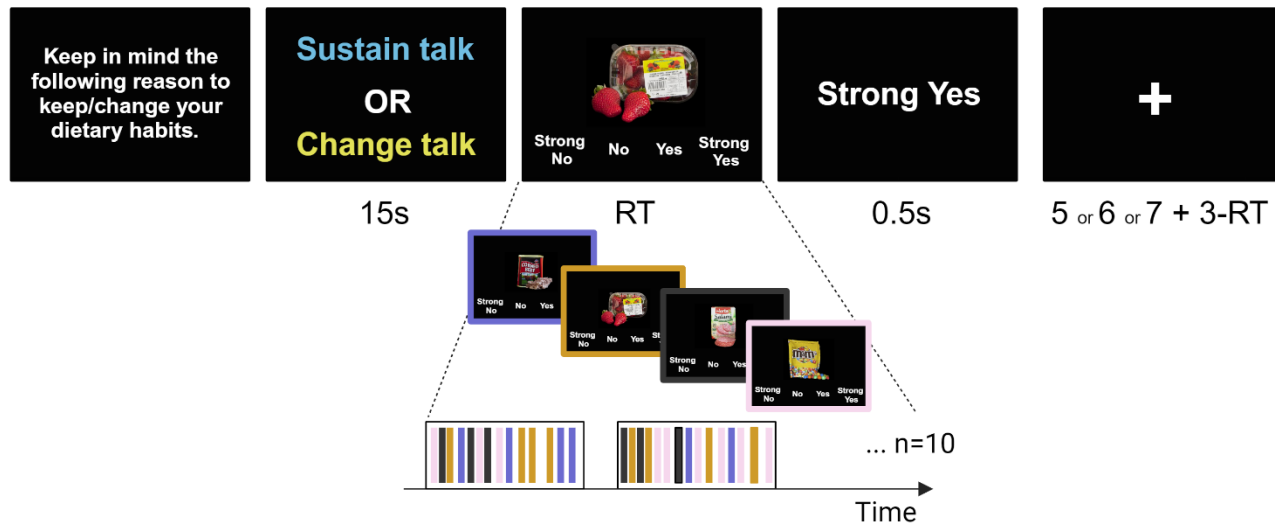 Keep in mind the
following reason to
keep/change your
dietary habits.
Sustain talk
OR
Change talk
Strong No
No
Yes
Strong Yes
Strong Yes
+
15s
RT
0.5s
5 or 6 or 7 + 3-RT
Strong No
No
Yes
Strong No
No
Yes
Strong No
No
Yes
m&m's
Strong No
No
Yes
Strong Yes
... n=10
Time